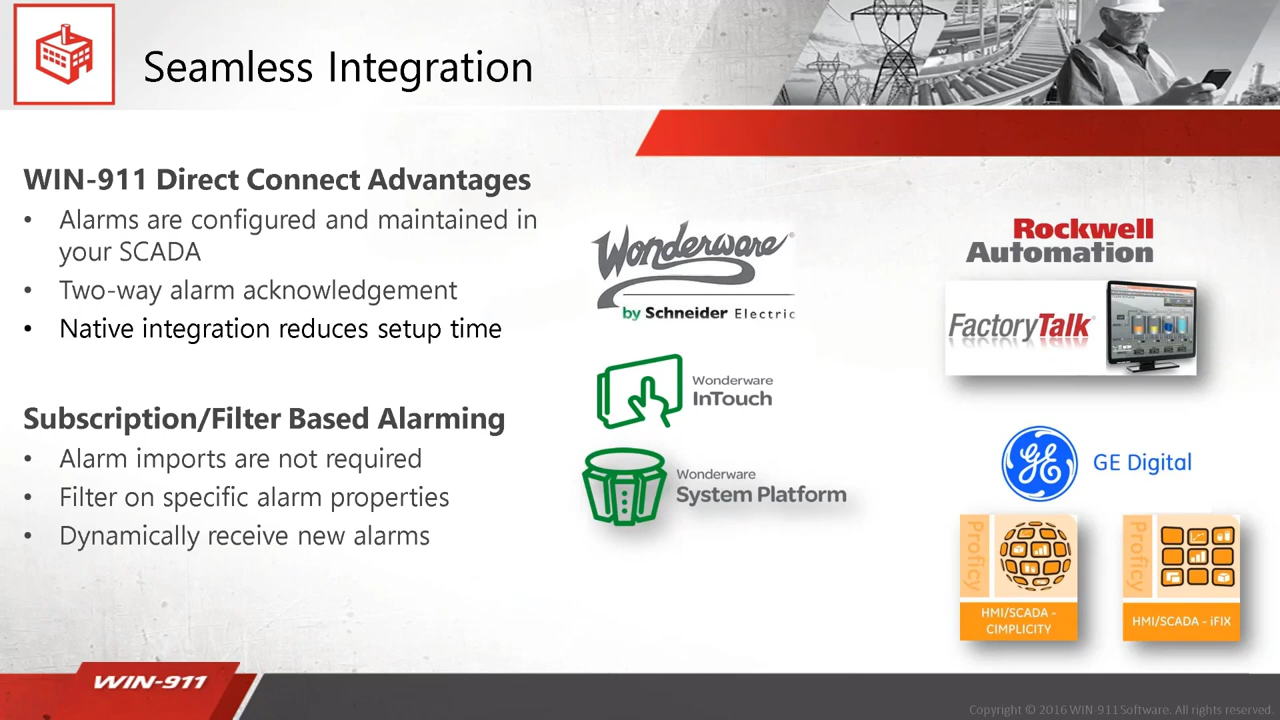 Seamless Integration
WIN-911 Direct Connect Advantages
• Alarms are configured and maintained in
your SCADA
• Two-way alarm acknowledgement
• Native integration reduces setup time
Subscription/Filter Based Alarming
• Alarm imports are not required
• Filter on specific alarm properties
• Dynamically receive new alarms
Wonderware®
by Schneider Electric
Wonderware
InTouch
Wonderware
System Platform
Rockwell
Automation
FactoryTalk®
GE
GE Digital
Proficy
HMI/SCADA -
CIMPLICITY
Proficy
HMI/SCADA - iFIX
WIN-911
Copyright © 2016 WIN-911 Software. All rights reserved.